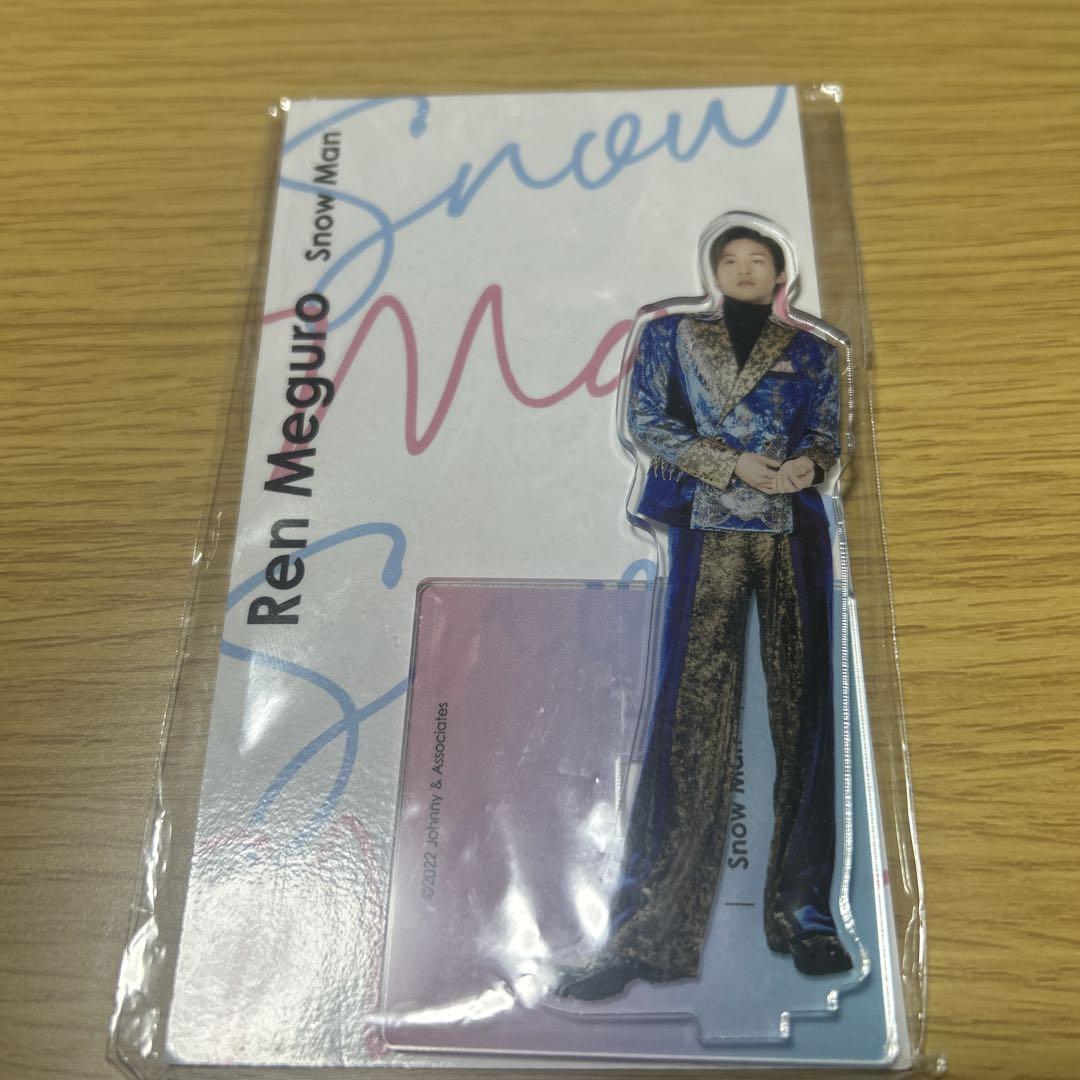 Snow
Ma
S
Ren Meguro Snow Man
©2022 Johnny & Associates
Snow Man